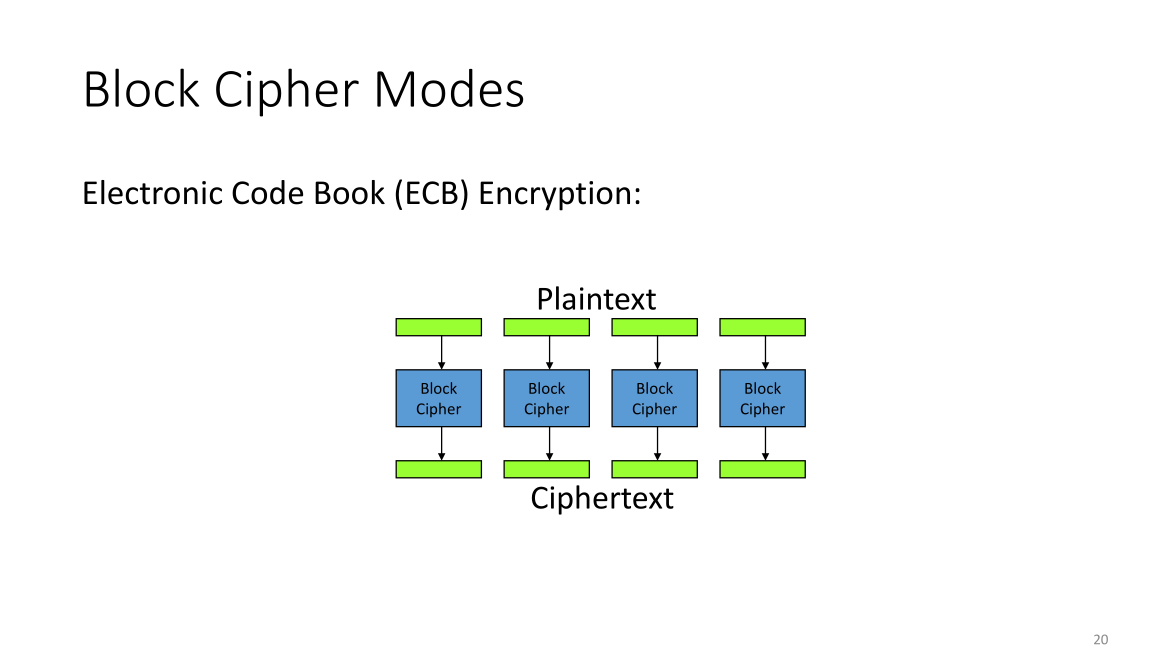 Block Cipher Modes
Electronic Code Book (ECB) Encryption:
Plaintext
Block
Cipher
Block
Cipher
Block
Cipher
Block
Cipher
Ciphertext
20